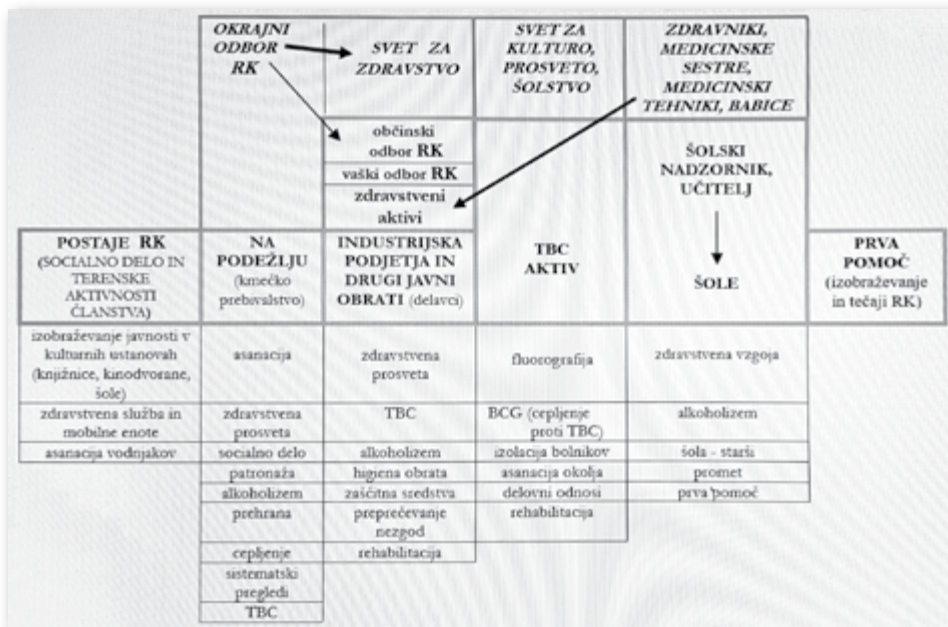 OKRAJNI
ODBOR
RK
SVET ZA
ZDRAVSTVO
SVET ZA
KULTURO,
PROSVETO,
ŠOLSTVO
ZDRAVNIKI,
MEDICINSKE
SESTRE,
MEDICINSKI
TEHNIKI, BABICE
občinski
odbor RK
vaški odbor RK
zdravstveni
aktivi
ŠOLSKI
NADZORNIK,
UČITELJ
POSTAJE RK
(SOCIALNO DELO IN
TERENSKE
AKTIVNOSTI
ČLANSTVA)
NA
PODEŽLJU
(kmečko
prebivalstvo)
INDUSTRIJSKA
PODJETJA IN
DRUGI JAVNI
OBRATI (delavci)
TBC
AKTIV
ŠOLE
PRVA
POMOČ
(izobraževanje
in tečaji RK)
izobraževanje javnosti v
kulturnih ustanovah
(knjižnice, kinodvorane,
šole)
asanacija
zdravstvena
prosveta
fluorografija
zdravstvena vzgoja
zdravstvena služba in
mobilne enote
zdravstvena
prosveta
TBC
BCG (cepljenje
proti TBC)
alkoholizem
asanacija vodnjakov
socialno delo
alkoholizem
izolacija bolnikov
šola - starši
patronaža
higiena obrata
asanacija okolja
promet
alkoholizem
zaščitna sredstva
delovni odnosi
prva pomoč
prehrana
preprečevanje
nezgod
rehabilitacija
cepljenje
rehabilitacija
sistematski
pregledi
TBC